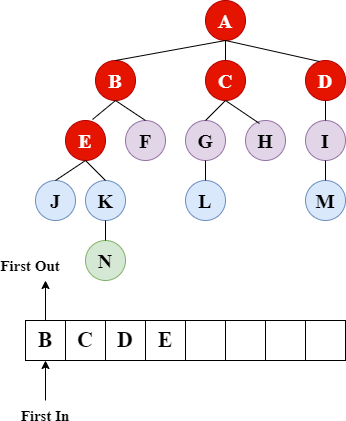 A
B C D
E F G H I
J K L M
N
First Out
B C D E
First In